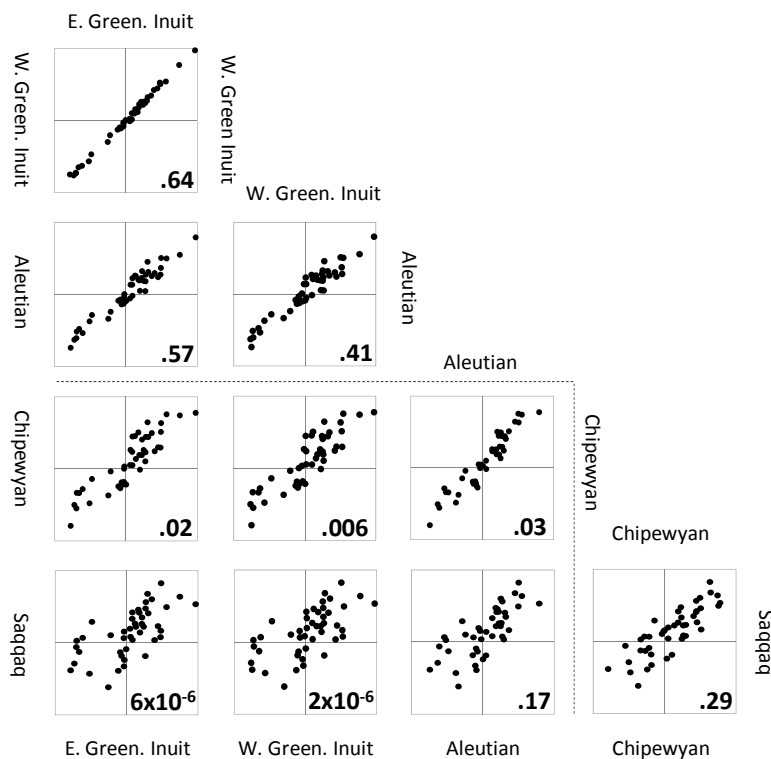 E. Green. Inuit
W. Green. Inuit
W. Green Inuit
.64
W. Green. Inuit
Aleutian
.57
.41
Aleutian
Aleutian
Chipewyan
.02
.006
.03
Chipewyan
Chipewyan
Saqqaq
6x10⁻⁶
2x10⁻⁶
.17
.29
Saqqaq
E. Green. Inuit
W. Green. Inuit
Aleutian
Chipewyan